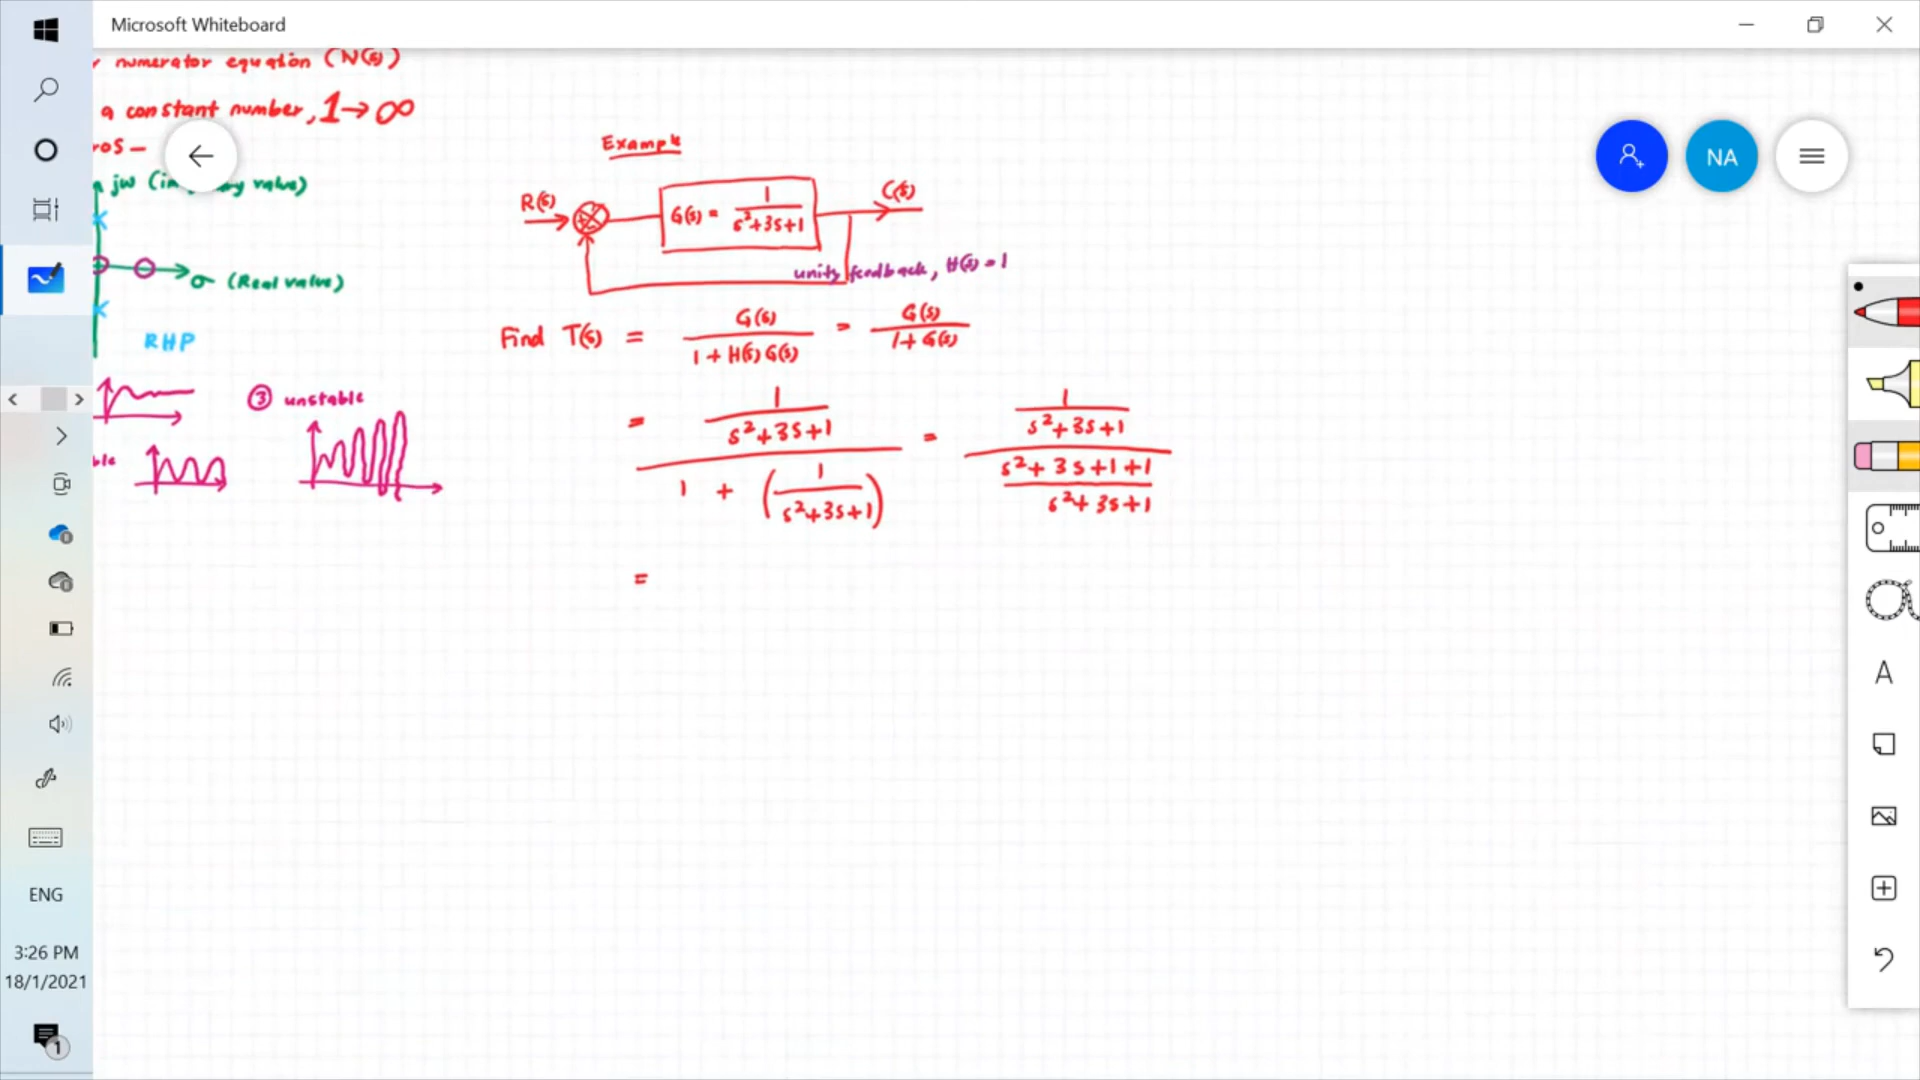 Microsoft Whiteboard
numerator equation (N(s))
a constant number, 1→∞
ros –
jw (in
value)
σ (Real value)
RHP
③ unstable
Example
R(s)
G(s) = 1 / s²+3s+1
C(s)
unity feedback, H(s) = 1
Find T(s) = G(s) / 1 + H(s) G(s) = G(s) / 1 + G(s)
= 1 / s²+3s+1 / 1 + (1 / s²+3s+1) = 1 / s²+3s+1 / s²+3s+1+1 / s²+3s+1
=
NA
A
ENG
3:26 PM
18/1/2021
1